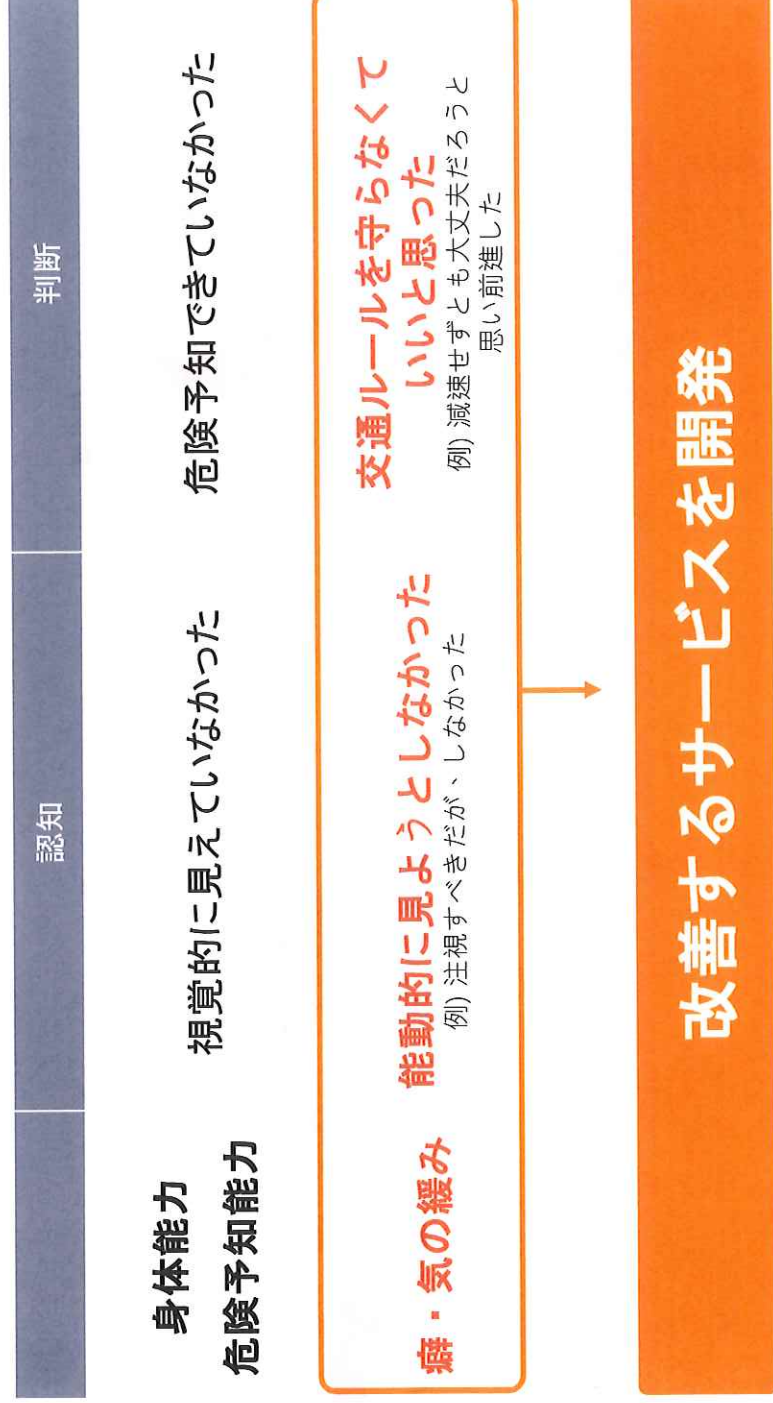 認知
判断
身体能力
危険予知能力
視覚的に見えていなかった
危険予知できていなかった
癖・気の緩み
能動的に見ようとしなかった
例) 注視すべきだが、しなかった
交通ルールを守らなくて
いいと思った
例) 減速せずとも大丈夫だろうと
思い前進した
改善するサービスを開発